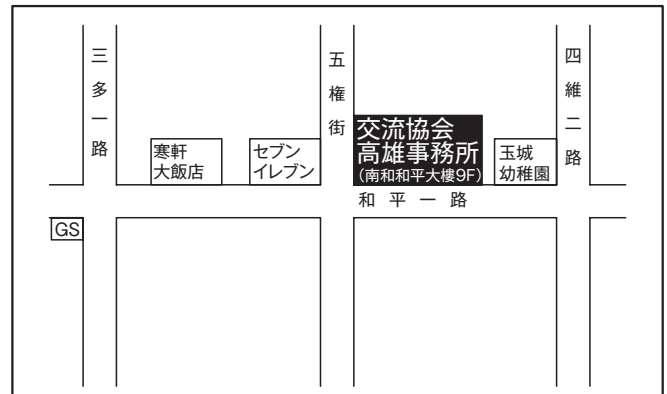 三多一路
五権街
四維二路
寒軒
大飯店
セブン
イレブン
交流協会
高雄事務所
(南和和平大樓9F)
玉城
幼稚園
和平一路
GS